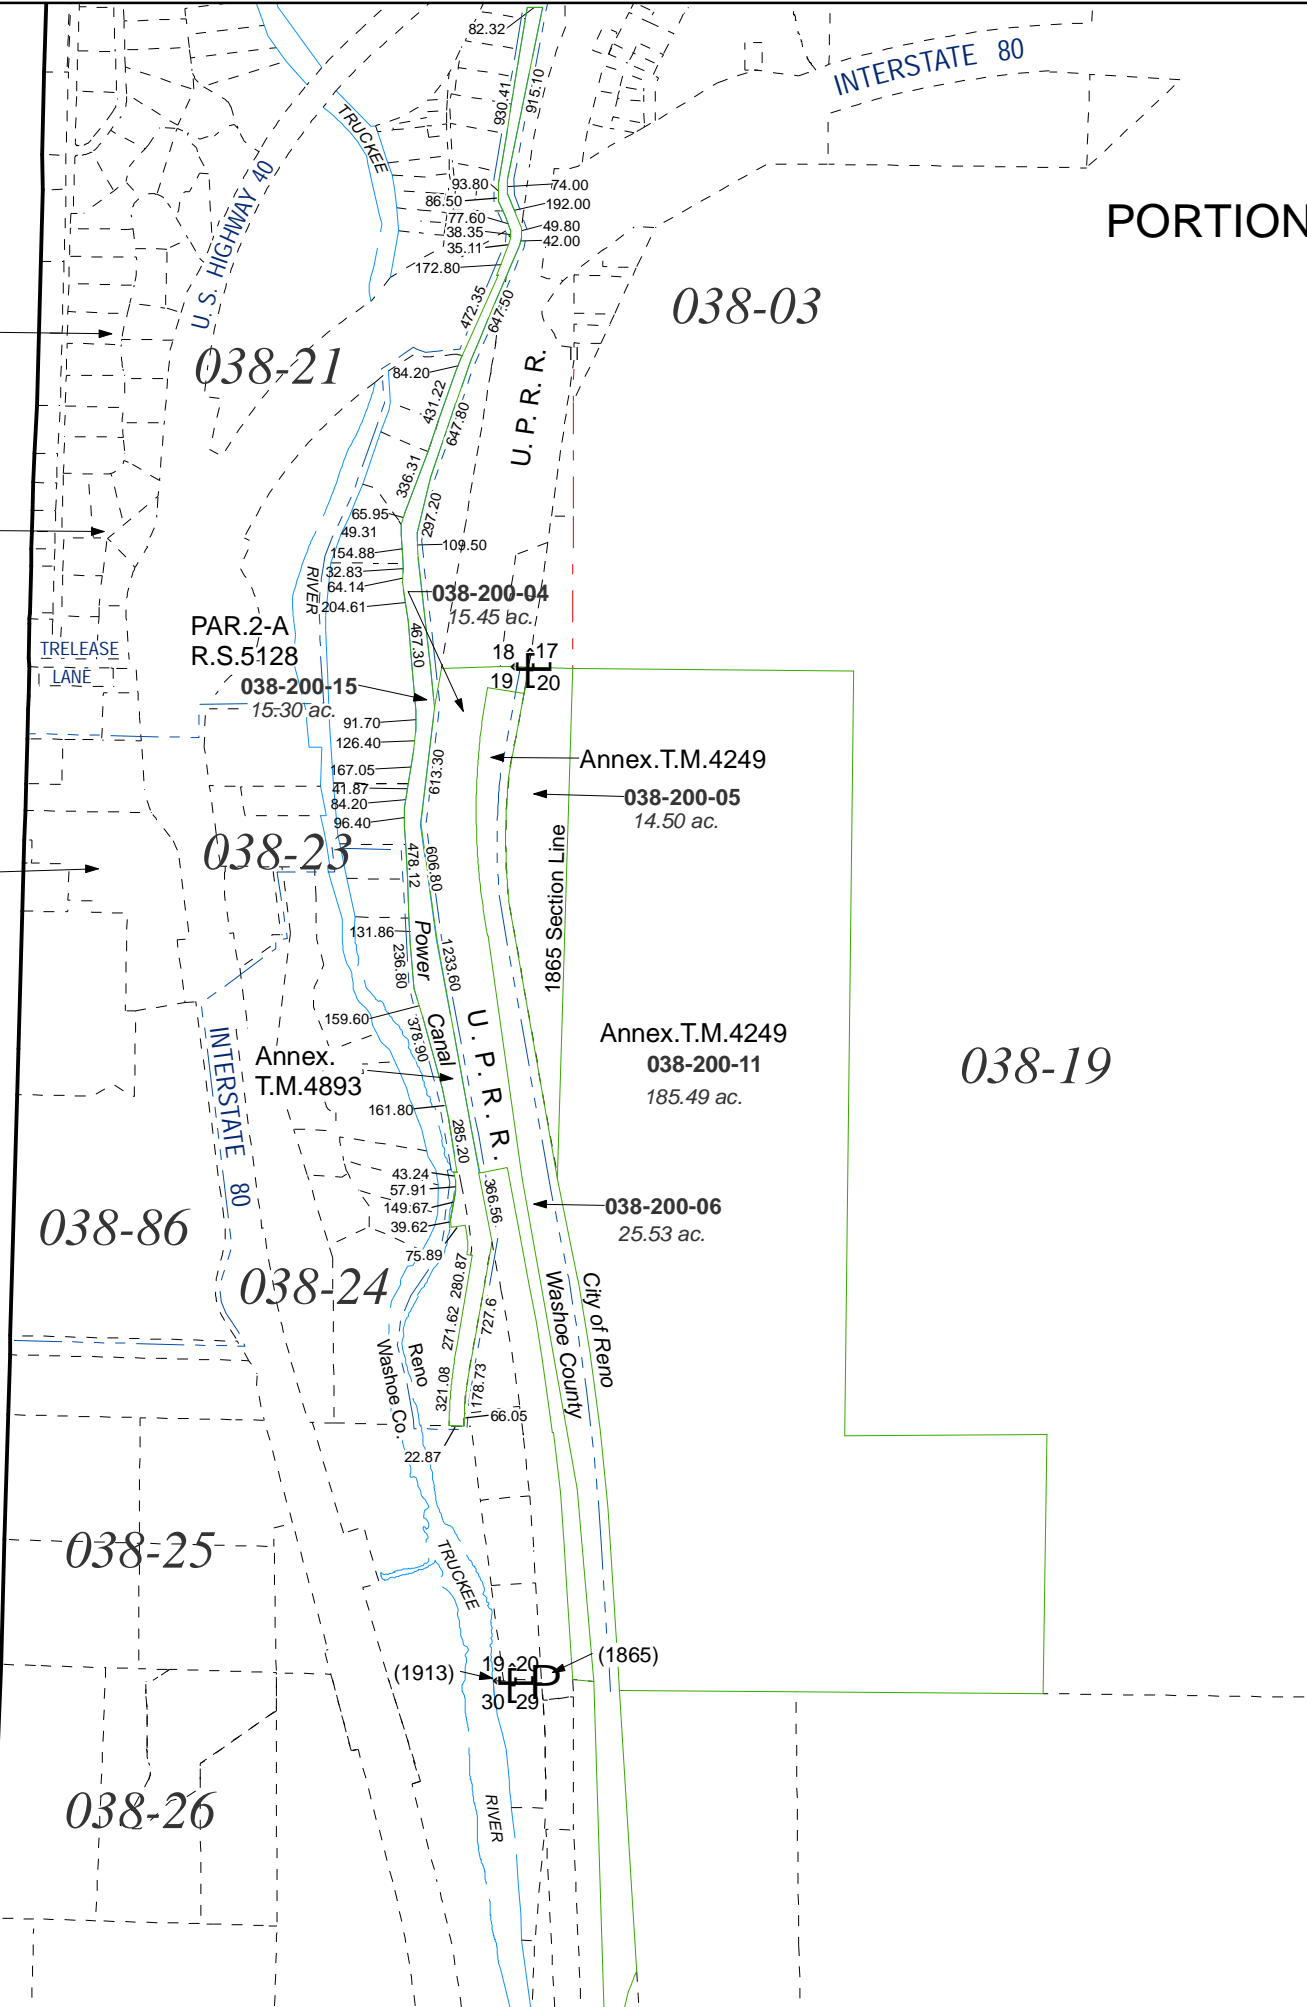 82.32
INTERSTATE 80
930.41
915.10
TRUCKEE
93.80
74.00
86.50
192.00
77.60
49.80
38.35
42.00
35.11
172.80
PORTION
U. S. HIGHWAY 40
472.35
647.50
038-03
038-21
84.20
U. P. R. R.
431.22
647.80
336.31
297.20
65.95
49.31
109.50
154.88
32.83
64.14
RIVER
204.61
038-200-04
15.45 ac.
467.30
PAR.2-A
R.S.5128
TRELEASE
LANE
18 17
19 20
038-200-15
15.30 ac.
91.70
126.40
167.05
613.30
41.87
84.20
96.40
Annex.T.M.4249
038-200-05
14.50 ac.
038-23
478.12
606.80
1865 Section Line
131.86
Power
236.80
1233.60
159.60
378.90
Canal
U. P. R. R.
INTERSTATE 80
Annex.
T.M.4893
Annex.T.M.4249
038-200-11
185.49 ac.
038-19
161.80
285.20
43.24
57.91
149.67
39.62
366.56
75.89
038-200-06
25.53 ac.
038-86
038-24
280.87
271.62
727.6
City of Reno
Washoe County
Reno
Washoe Co.
321.08
178.73
66.05
22.87
038-25
TRUCKEE
(1913)
19 20
30 29
(1865)
038-26
RIVER